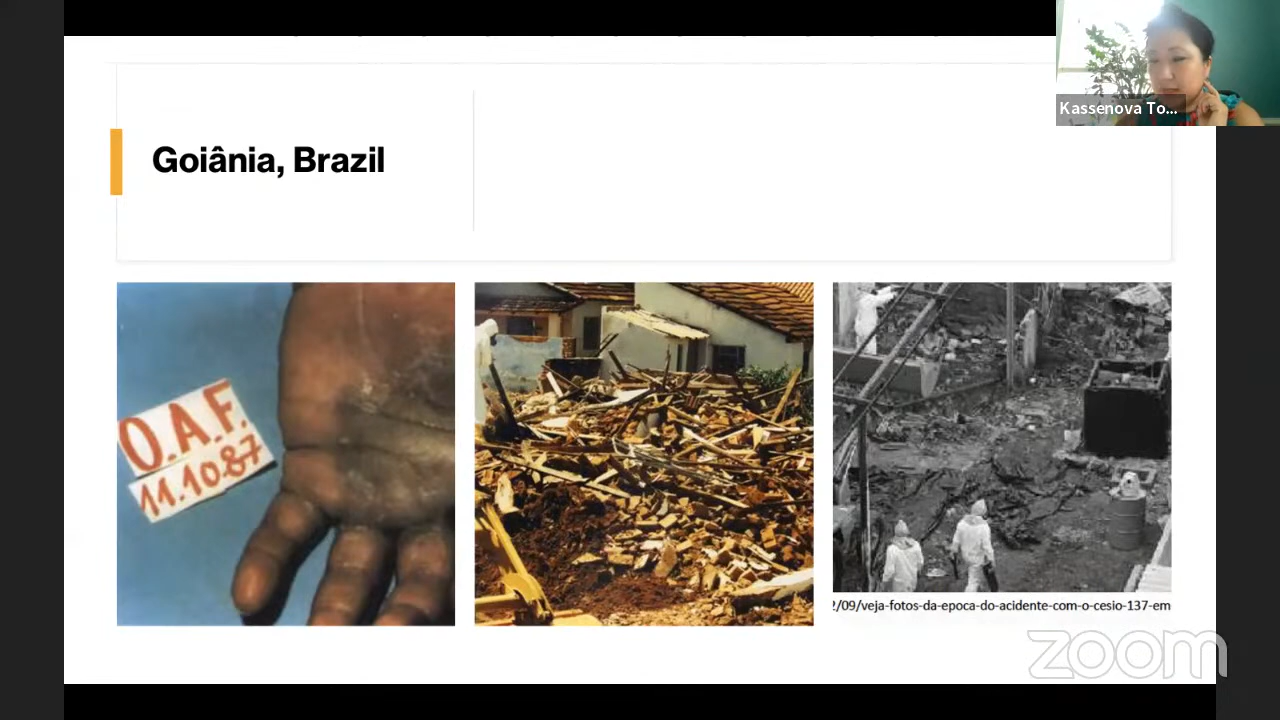 Kassenova To...
Goiânia, Brazil
O.A.F.
11.10.87
2/09/veja-fotos-da-epoca-do-acidente-com-o-cesio-137-em
zoom